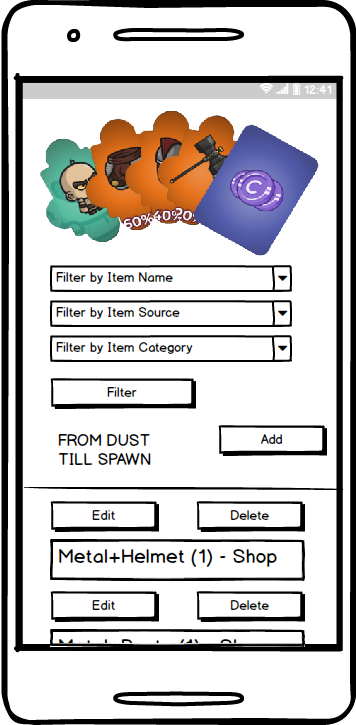 12:41
50%
40%
20%
C
Filter by Item Name
Filter by Item Source
Filter by Item Category
Filter
FROM DUST
TILL SPAWN
Add
Edit
Delete
Metal+Helmet (1) - Shop
Edit
Delete